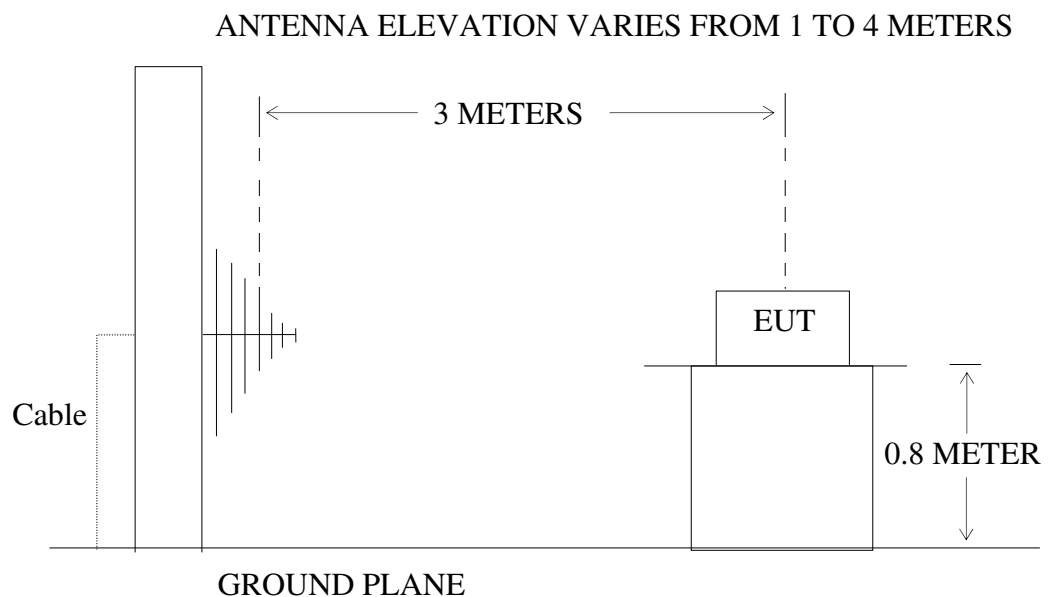 ANTENNA ELEVATION VARIES FROM 1 TO 4 METERS
3 METERS
EUT
Cable
0.8 METER
GROUND PLANE